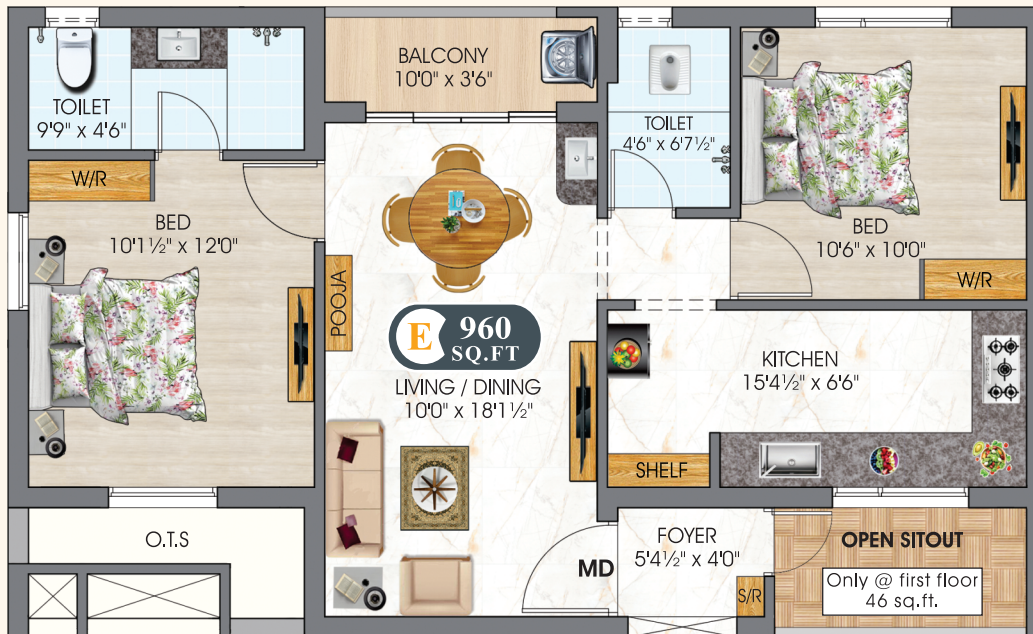 TOILET
9'9" x 4'6"
BALCONY
10'0" x 3'6"
TOILET
4'6" x 6'7½"
W/R
BED
10'1½" x 12'0"
BED
10'6" x 10'0"
W/R
POOJA
E 960
SQ.FT
LIVING / DINING
10'0" x 18'1½"
KITCHEN
15'4½" x 6'6"
SHELF
O.T.S
MD
FOYER
5'4½" x 4'0"
S/R
OPEN SITOUT
Only @ first floor
46 sq.ft.